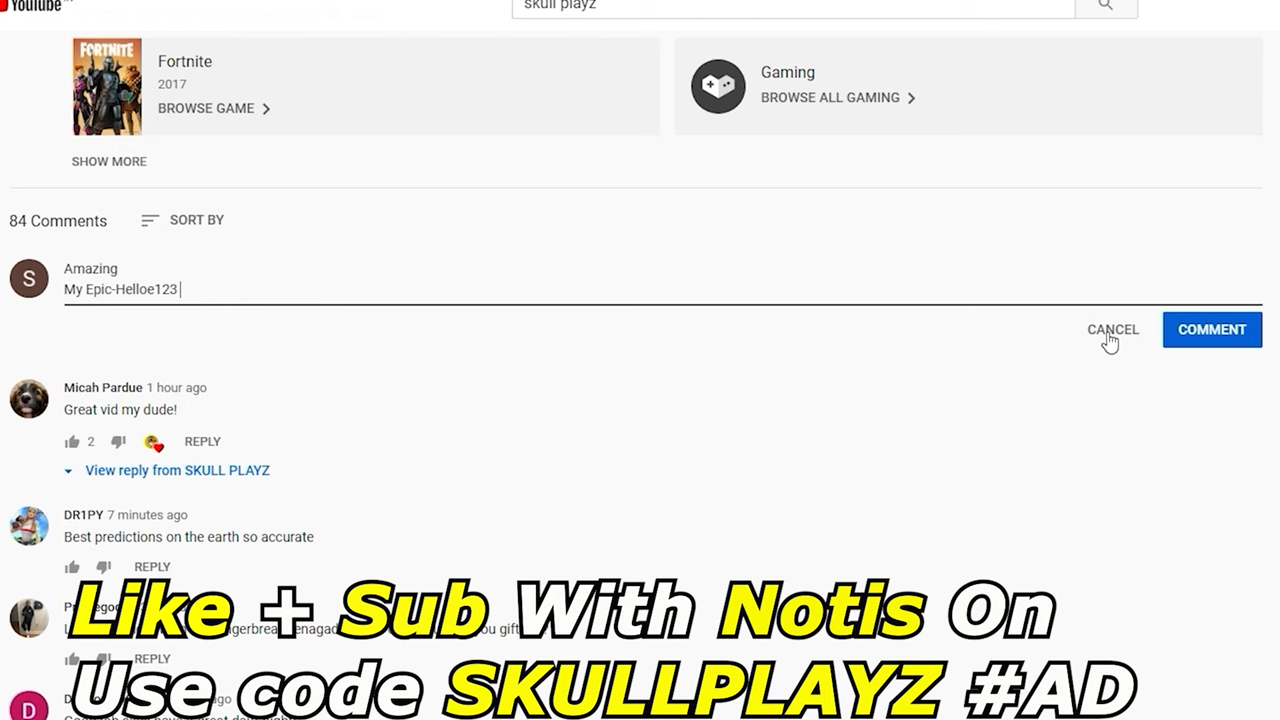 YouTube
skull playz
FORTNITE
Fortnite
2017
BROWSE GAME
Gaming
BROWSE ALL GAMING
SHOW MORE
84 Comments
SORT BY
S
Amazing
My Epic-Helloe123
CANCEL
COMMENT
Micah Pardue 1 hour ago
Great vid my dude!
2
REPLY
View reply from SKULL PLAYZ
DR1PY 7 minutes ago
Best predictions on the earth so accurate
REPLY
Like + Sub With Notis On
REPLY
Use code SKULLPLAYZ #AD
D